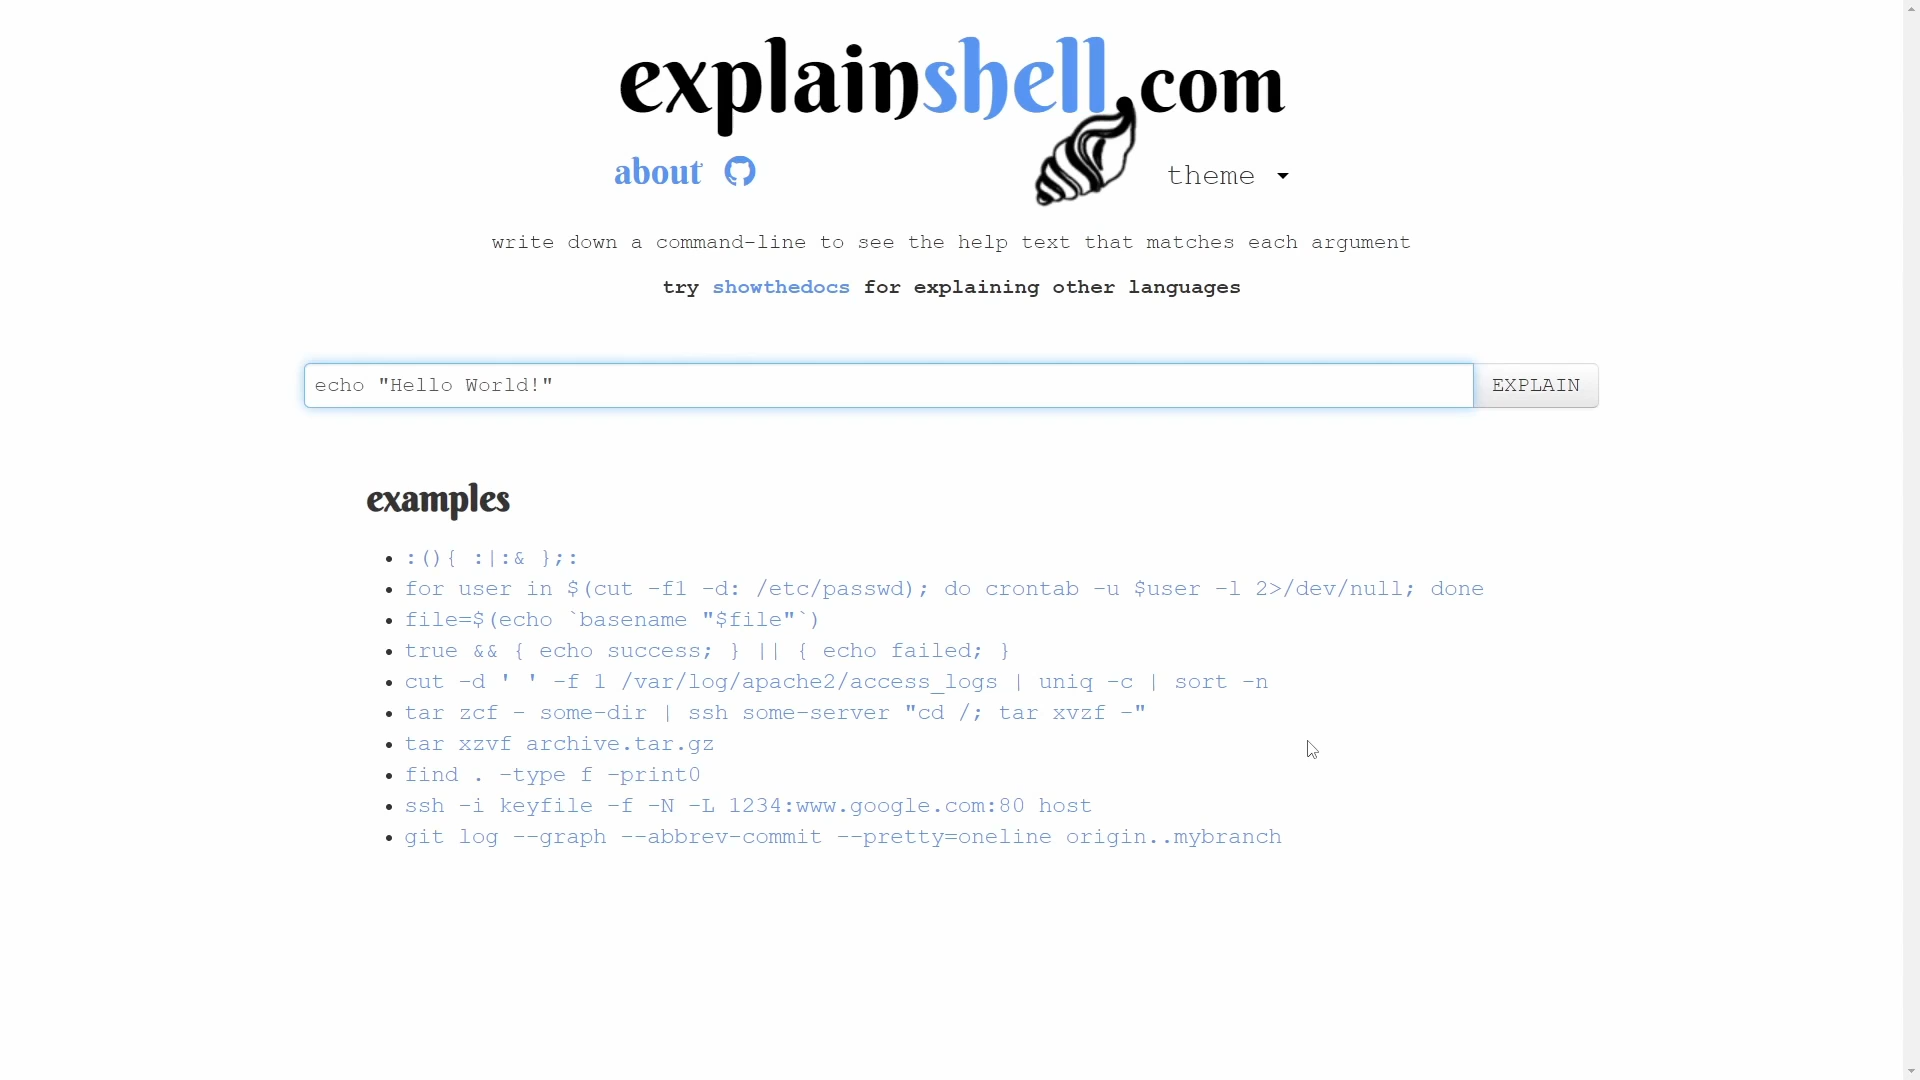 explainshell.com
about theme
write down a command-line to see the help text that matches each argument
try showthedocs for explaining other languages
echo "Hello World!" EXPLAIN
examples
:(){ :|:& };:
for user in $(cut -f1 -d: /etc/passwd); do crontab -u $user -l 2>/dev/null; done
file=$(echo `basename "$file"`)
true && { echo success; } || { echo failed; }
cut -d ' ' -f 1 /var/log/apache2/access_logs | uniq -c | sort -n
tar zcf - some-dir | ssh some-server "cd /; tar xvzf -"
tar xzvf archive.tar.gz
find . -type f -print0
ssh -i keyfile -f -N -L 1234:www.google.com:80 host
git log --graph --abbrev-commit --pretty=oneline origin..mybranch